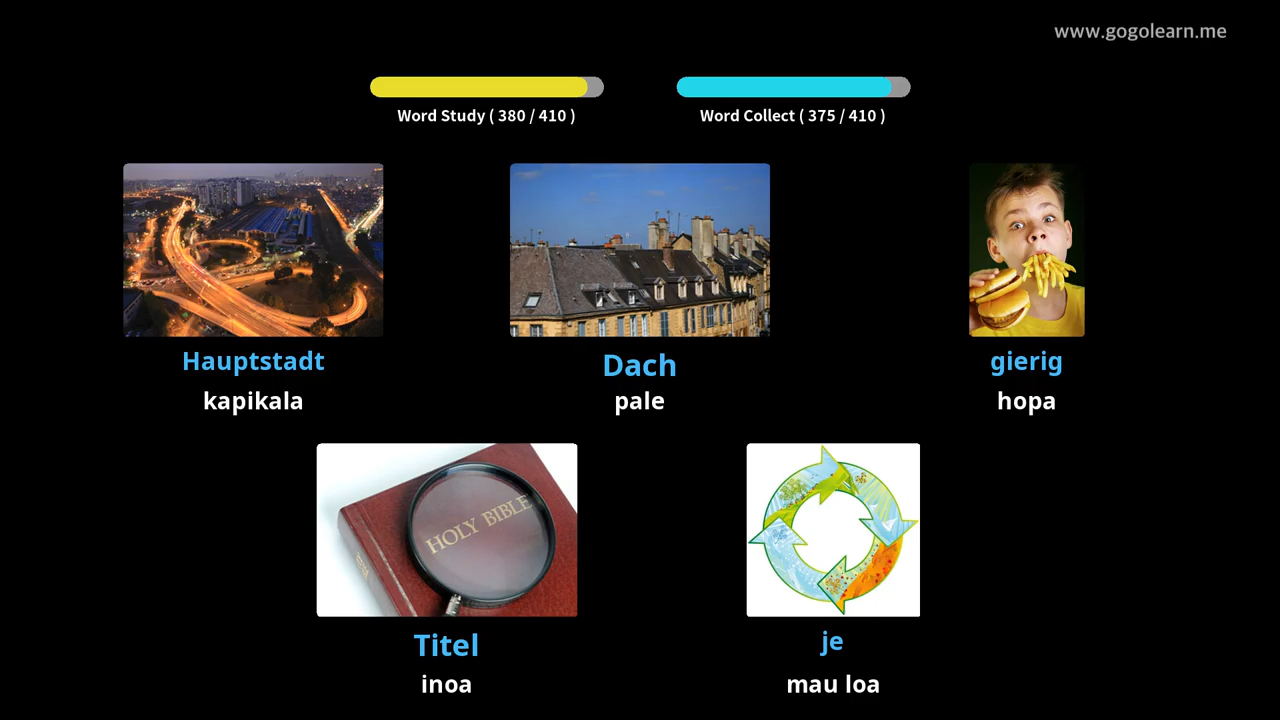 www.gogolearn.me
Word Study ( 380 / 410 )
Word Collect ( 375 / 410 )
Hauptstadt
kapikala
Dach
pale
gierig
hopa
HOLY BIBLE
Titel
inoa
je
mau loa